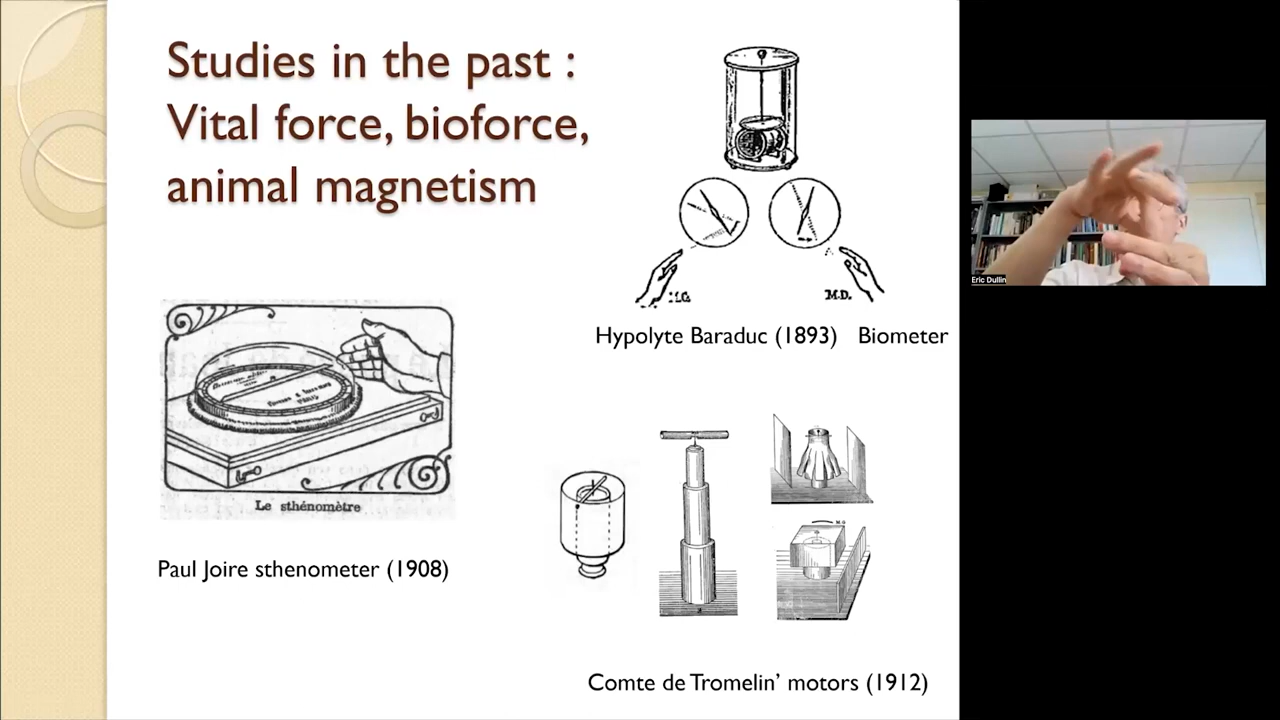 Studies in the past :
Vital force, bioforce,
animal magnetism
M.D.
Hypolyte Baraduc (1893) Biometer
Eric Dullin
Le sthénomètre
Paul Joire sthenometer (1908)
Comte de Tromelin’ motors (1912)